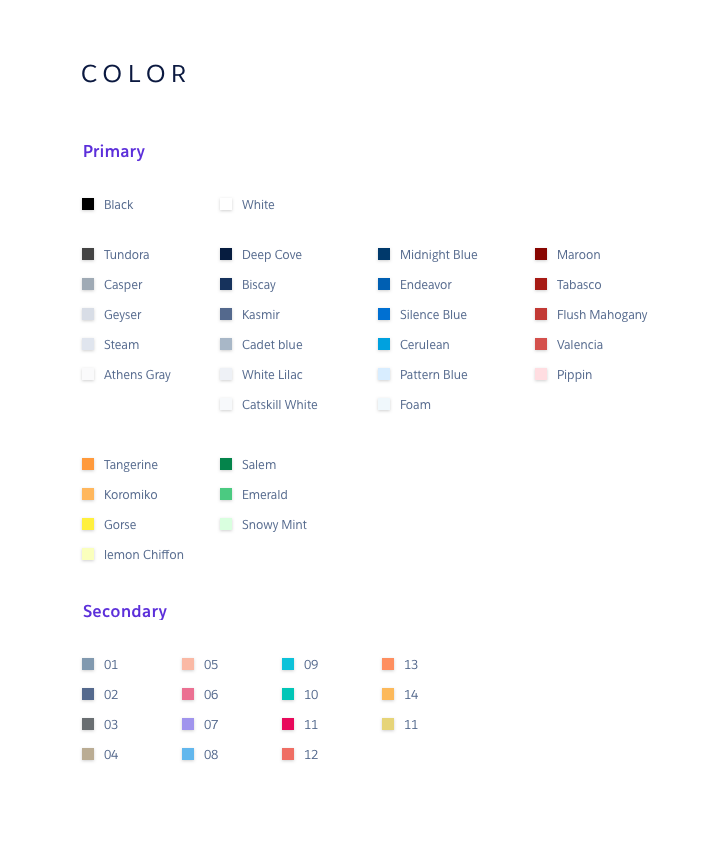 COLOR
Primary
Black White
Tundora Deep Cove Midnight Blue Maroon
Casper Biscay Endeavor Tabasco
Geyser Kasmir Silence Blue Flush Mahogany
Steam Cadet blue Cerulean Valencia
Athens Gray White Lilac Pattern Blue Pippin
Catskill White Foam
Tangerine Salem
Koromiko Emerald
Gorse Snowy Mint
lemon Chiffon
Secondary
01 05 09 13
02 06 10 14
03 07 11 11
04 08 12